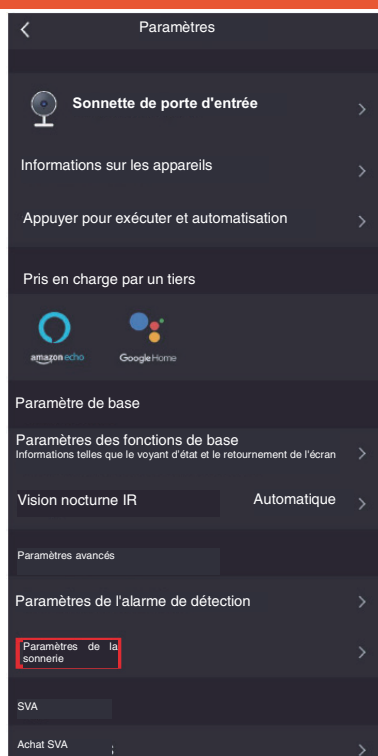 Paramètres
Sonnette de porte d'entrée
Informations sur les appareils
Appuyer pour exécuter et automatisation
Pris en charge par un tiers
amazon echo
Google Home
Paramètre de base
Paramètres des fonctions de base
Informations telles que le voyant d'état et le retournement de l'écran
Vision nocturne IR
Automatique
Paramètres avancés
Paramètres de l'alarme de détection
Paramètres de la
sonnerie
SVA
Achat SVA